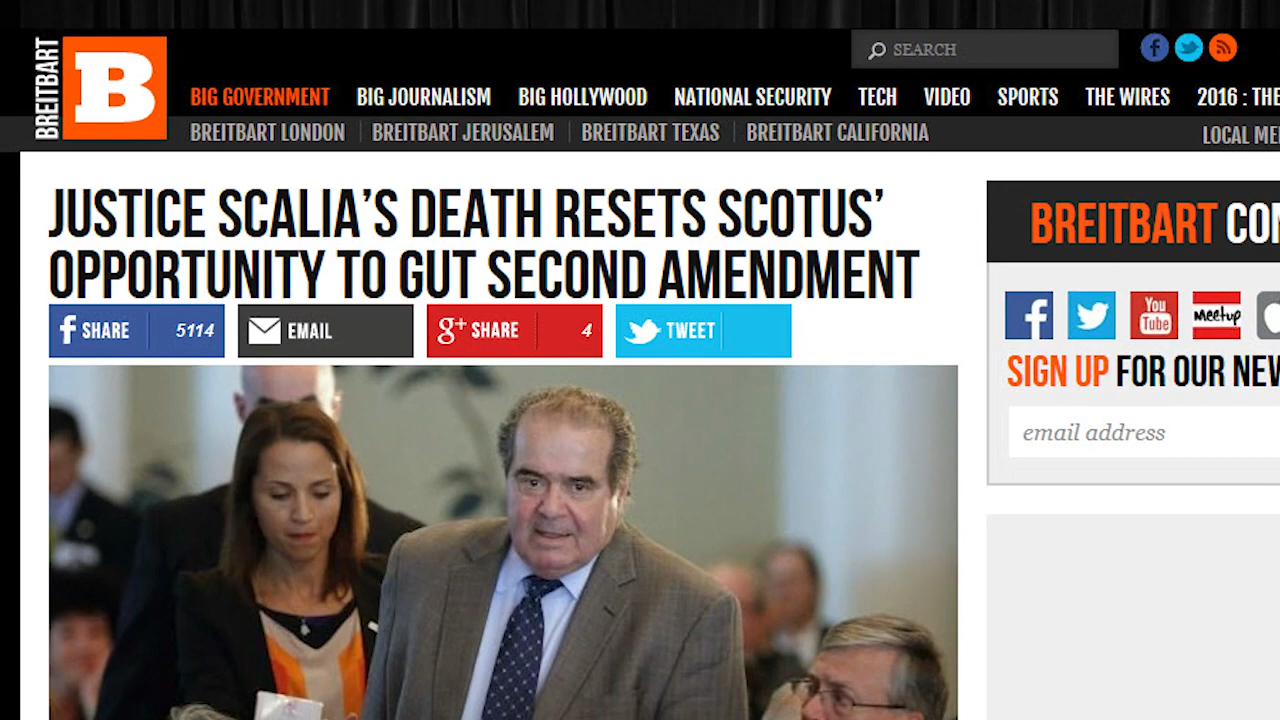 BREITBART
B
SEARCH
BIG GOVERNMENT BIG JOURNALISM BIG HOLLYWOOD NATIONAL SECURITY TECH VIDEO SPORTS THE WIRES 2016 : THE
BREITBART LONDON BREITBART JERUSALEM BREITBART TEXAS BREITBART CALIFORNIA LOCAL ME
JUSTICE SCALIA’S DEATH RESETS SCOTUS’
OPPORTUNITY TO GUT SECOND AMENDMENT
f SHARE 5114 EMAIL g+ SHARE 4 TWEET
BREITBART CO
f You Tube Meetup
SIGN UP FOR OUR NEW
email address